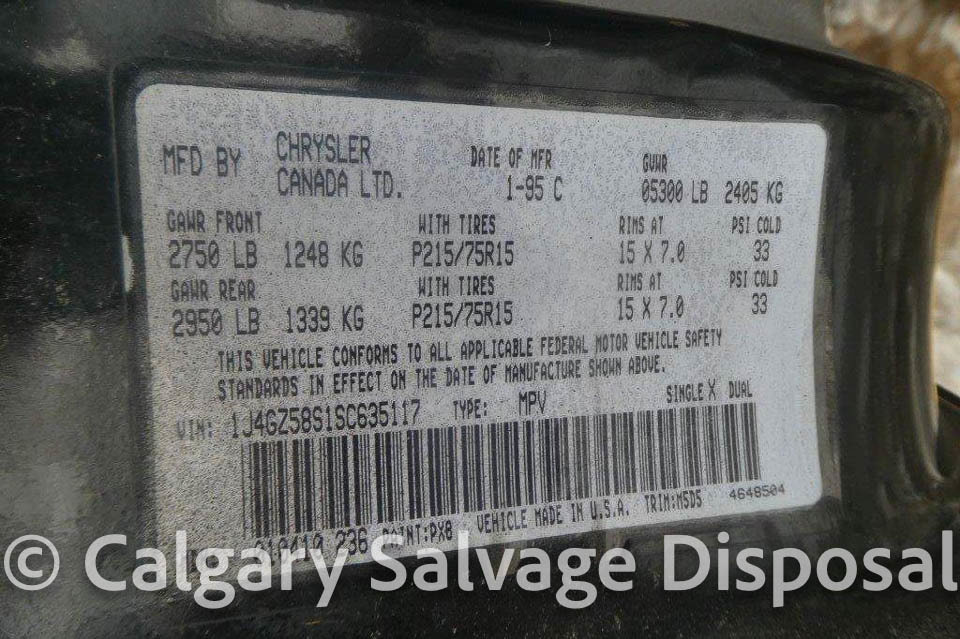 MFD BY CHRYSLER CANADA LTD. DATE OF MFR 1-95 C GVWR 05300 LB 2405 KG
GAWR FRONT WITH TIRES RIMS AT PSI COLD
2750 LB 1248 KG P215/75R15 15 X 7.0 33
GAWR REAR WITH TIRES RIMS AT PSI COLD
2950 LB 1339 KG P215/75R15 15 X 7.0 33
THIS VEHICLE CONFORMS TO ALL APPLICABLE FEDERAL MOTOR VEHICLE SAFETY
STANDARDS IN EFFECT ON THE DATE OF MANUFACTURE SHOWN ABOVE.
VIN: 1J4GZ58S1SC635117 TYPE: MPV SINGLE X DUAL
PAINT:PX8 VEHICLE MADE IN U.S.A. TRIM:M5D5 4648504
© Calgary Salvage Disposal